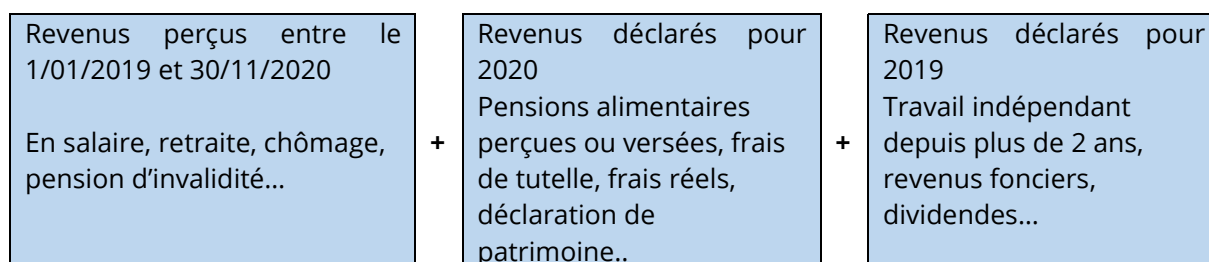 Revenus perçus entre le
1/01/2019 et 30/11/2020
En salaire, retraite, chômage,
pension d’invalidité...
+
Revenus déclarés pour
2020
Pensions alimentaires
perçues ou versées, frais
de tutelle, frais réels,
déclaration de
patrimoine..
+
Revenus déclarés pour
2019
Travail indépendant
depuis plus de 2 ans,
revenus fonciers,
dividendes...